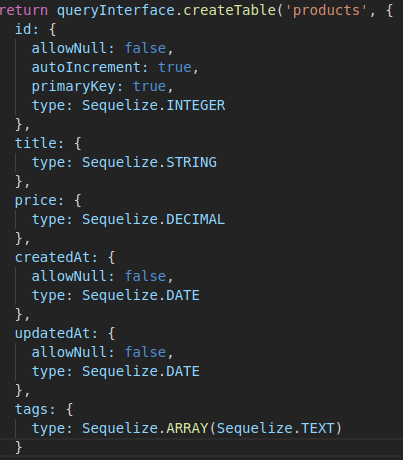 return queryInterface.createTable('products', {
  id: {
    allowNull: false,
    autoIncrement: true,
    primaryKey: true,
    type: Sequelize.INTEGER
  },
  title: {
    type: Sequelize.STRING
  },
  price: {
    type: Sequelize.DECIMAL
  },
  createdAt: {
    allowNull: false,
    type: Sequelize.DATE
  },
  updatedAt: {
    allowNull: false,
    type: Sequelize.DATE
  },
  tags: {
    type: Sequelize.ARRAY(Sequelize.TEXT)
  }